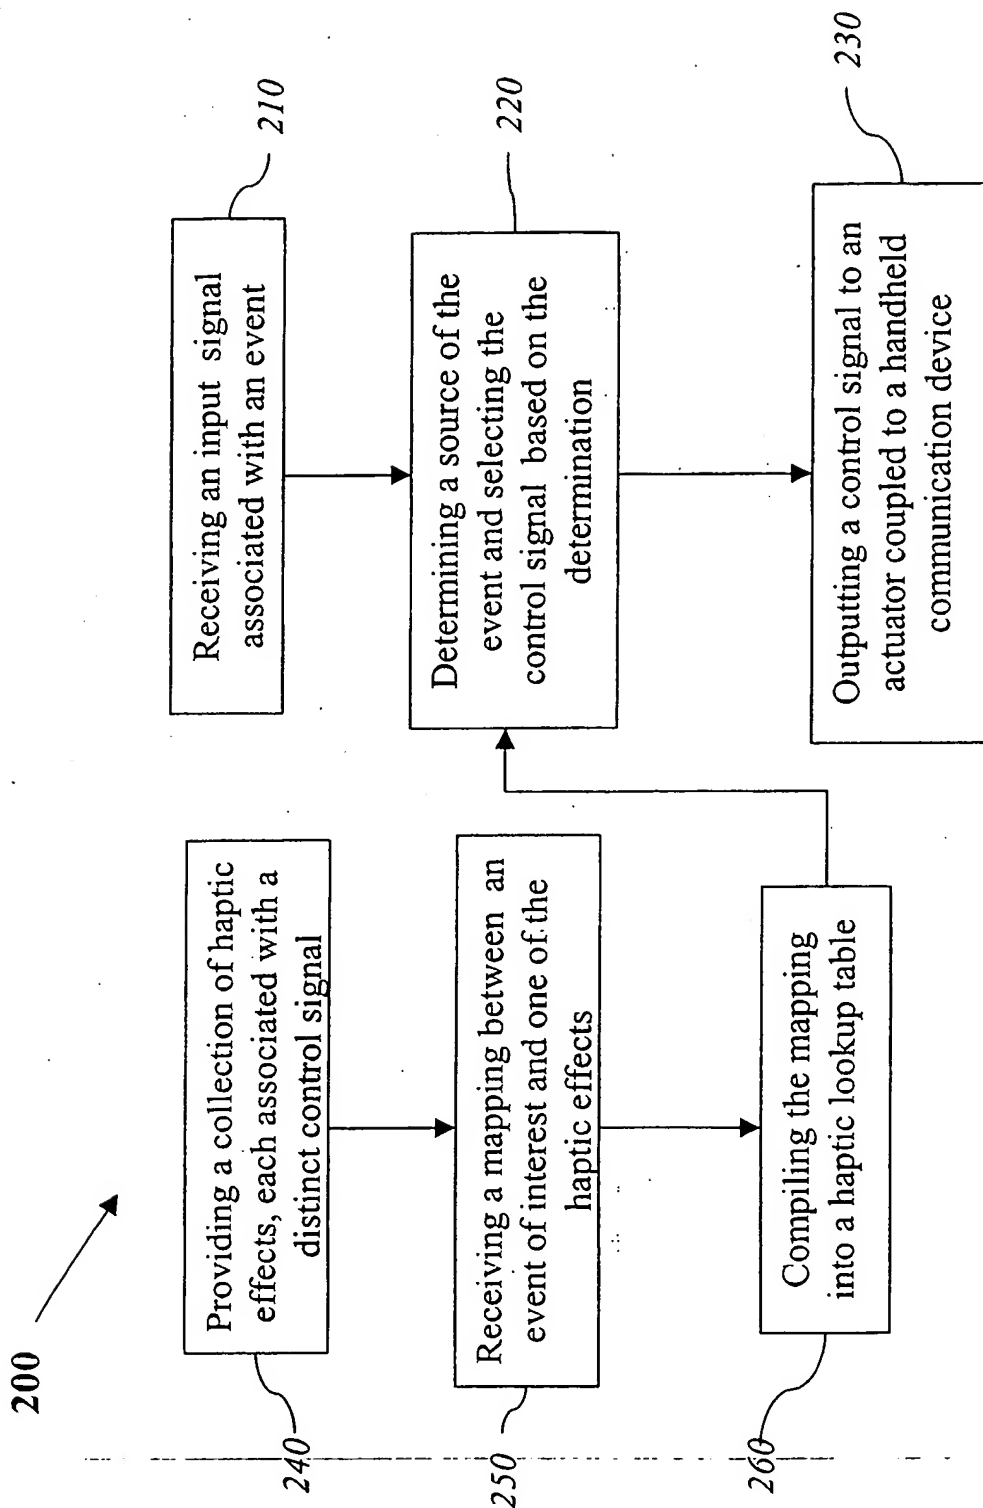 200
Providing a collection of haptic
effects, each associated with a
distinct control signal
240
Receiving a mapping between an
event of interest and one of the
haptic effects
250
Compiling the mapping
into a haptic lookup table
260
Receiving an input signal
associated with an event
210
Determining a source of the
event and selecting the
control signal based on the
determination
220
Outputting a control signal to an
actuator coupled to a handheld
communication device
230